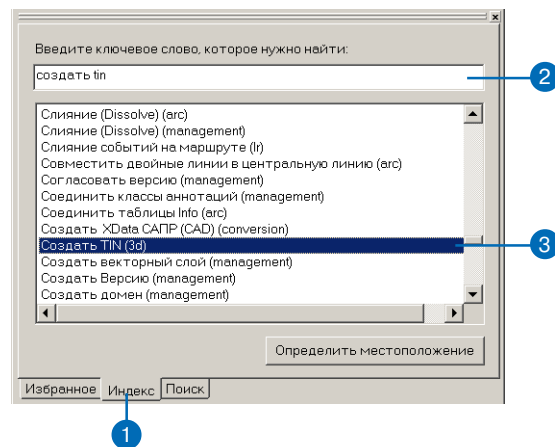 Введите ключевое слово, которое нужно найти:
создать tin
2
Слияние (Dissolve) (arc)
Слияние (Dissolve) (management)
Слияние событий на маршруте (lr)
Совместить двойные линии в центральную линию (arc)
Согласовать версию (management)
Соединить классы аннотаций (management)
Соединить таблицы Info (arc)
Создать XData САПР (CAD) (conversion)
Создать TIN (3d)
3
Создать векторный слой (management)
Создать Версию (management)
Создать домен (management)
Определить местоположение
Избранное Индекс Поиск
1